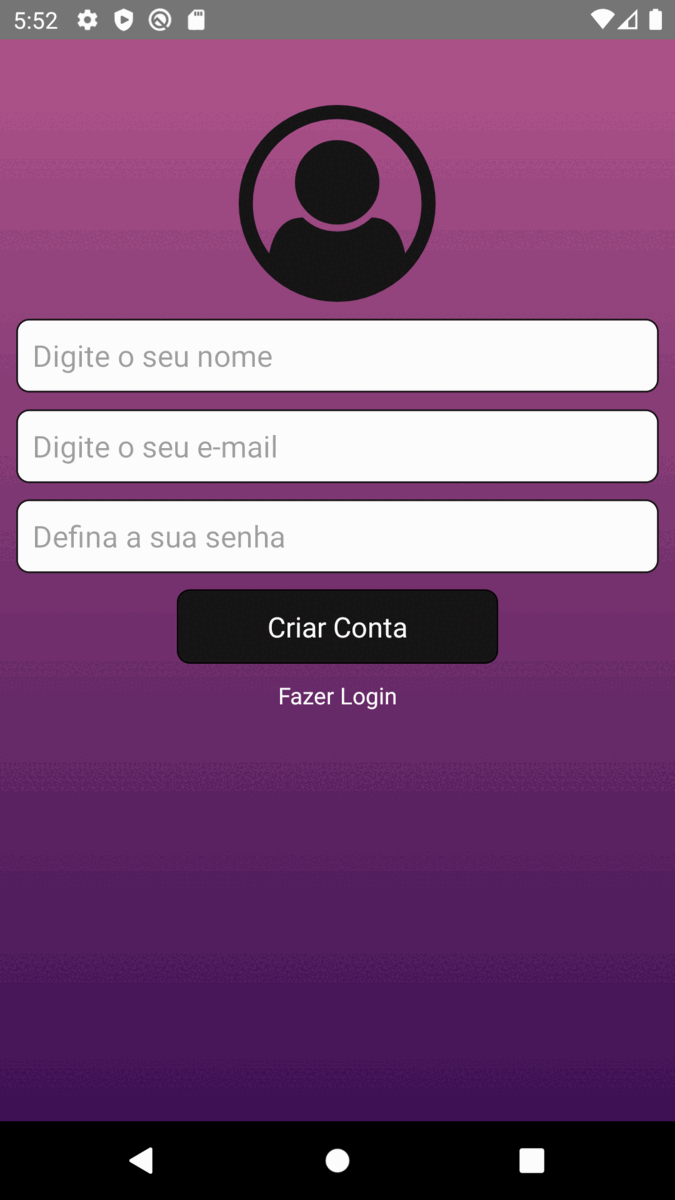 5:52
Digite o seu nome
Digite o seu e-mail
Defina a sua senha
Criar Conta
Fazer Login